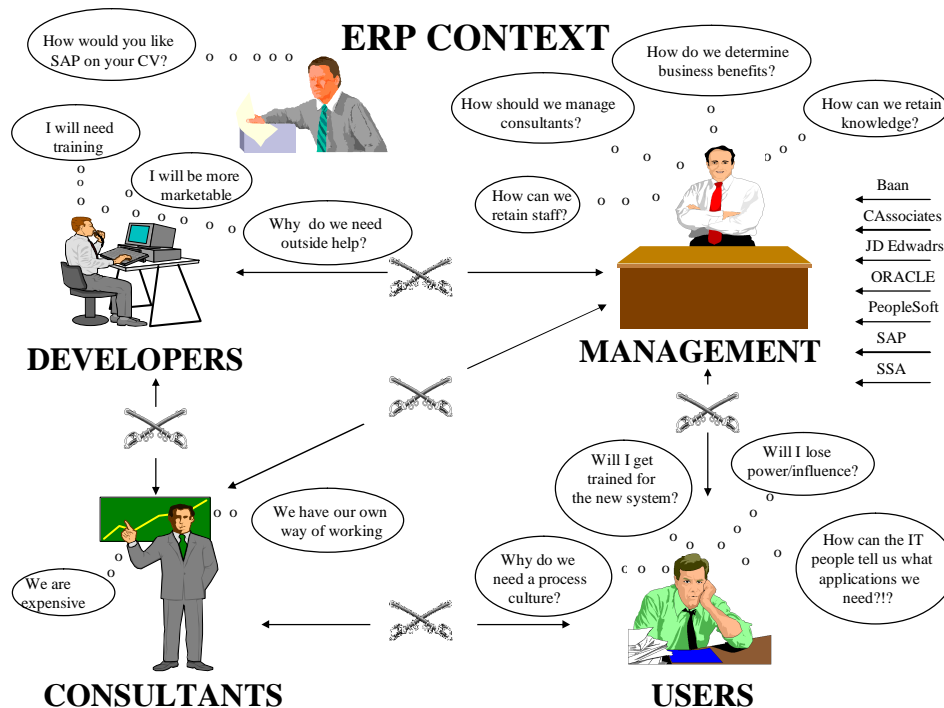 ERP CONTEXT
How would you like
SAP on your CV?
How do we determine
business benefits?
How should we manage
consultants?
How can we retain
knowledge?
I will need
training
I will be more
marketable
How can we
retain staff?
Why do we need
outside help?
Baan
CAssociates
JD Edwadrs
ORACLE
PeopleSoft
SAP
SSA
DEVELOPERS
MANAGEMENT
Will I get
trained for
the new system?
Will I lose
power/influence?
We have our own
way of working
Why do we
need a process
culture?
How can the IT
people tell us what
applications we
need?!?
We are
expensive
CONSULTANTS
USERS